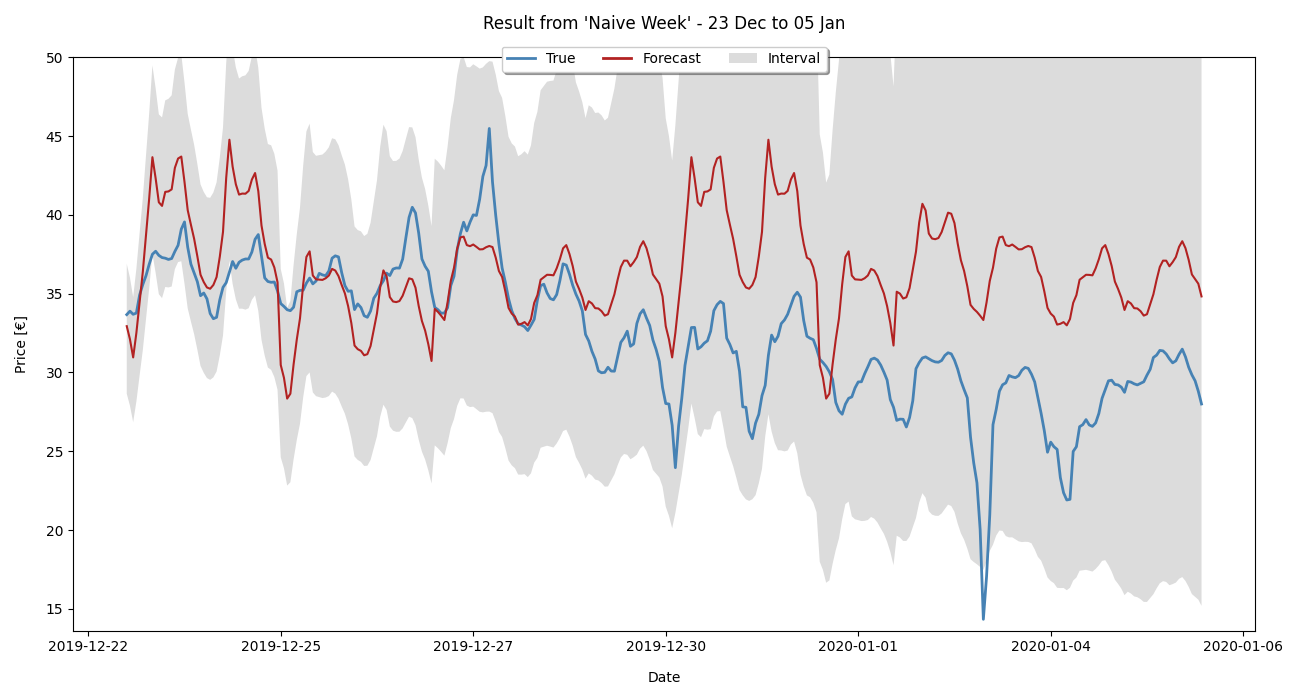 Result from 'Naive Week' - 23 Dec to 05 Jan
True Forecast Interval
50
45
40
35
30
25
20
15
Price [€]
2019-12-22 2019-12-25 2019-12-27 2019-12-30 2020-01-01 2020-01-04 2020-01-06
Date